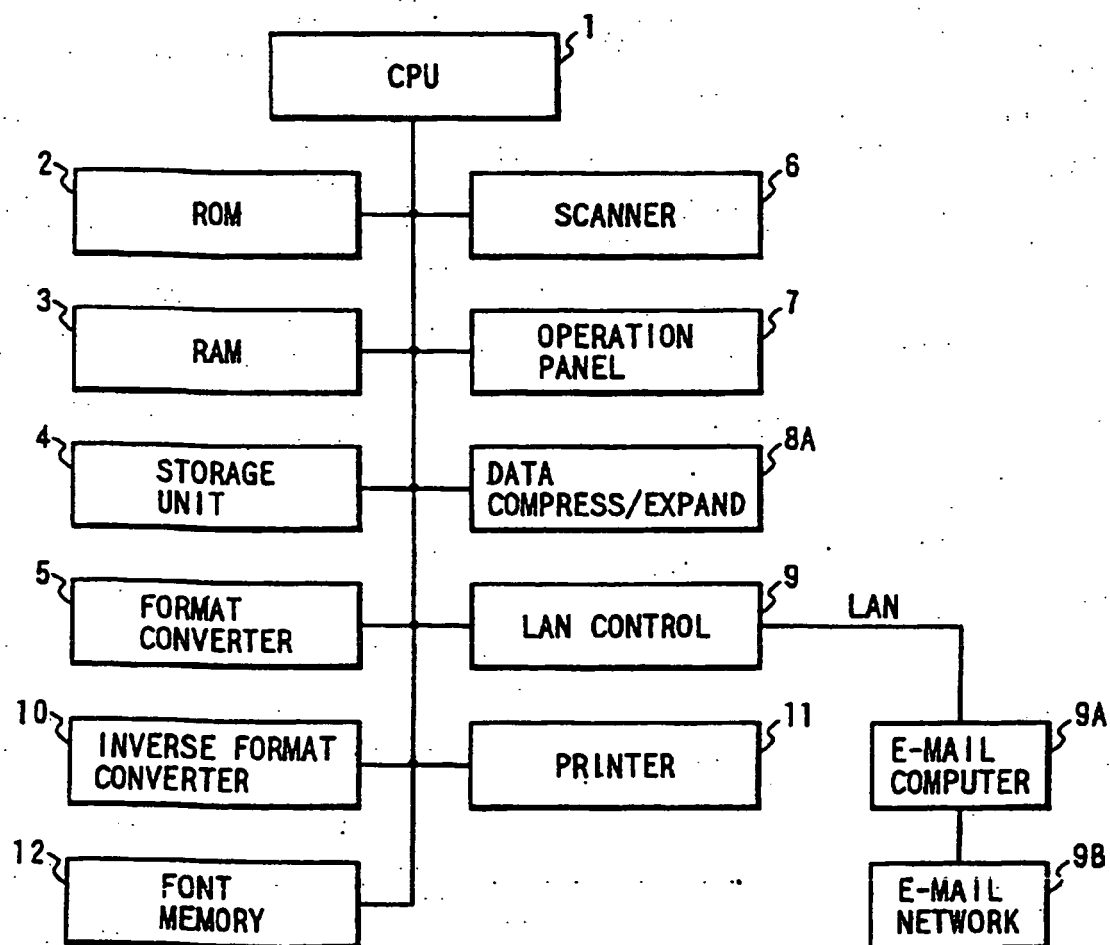 1
CPU
2
ROM
6
SCANNER
3
RAM
7
OPERATION
PANEL
4
STORAGE
UNIT
8A
DATA
COMPRESS/EXPAND
5
FORMAT
CONVERTER
9
LAN CONTROL
LAN
10
INVERSE FORMAT
CONVERTER
11
PRINTER
9A
E-MAIL
COMPUTER
12
FONT
MEMORY
9B
E-MAIL
NETWORK